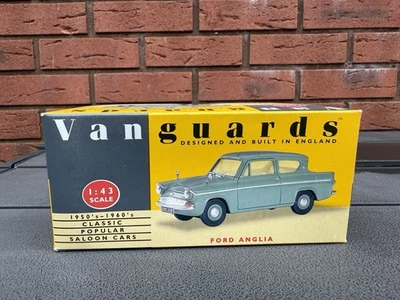 Vanguards
DESIGNED AND BUILT IN ENGLAND
1:43
SCALE
1950's–1960's
CLASSIC
POPULAR
SALOON CARS
FORD ANGLIA